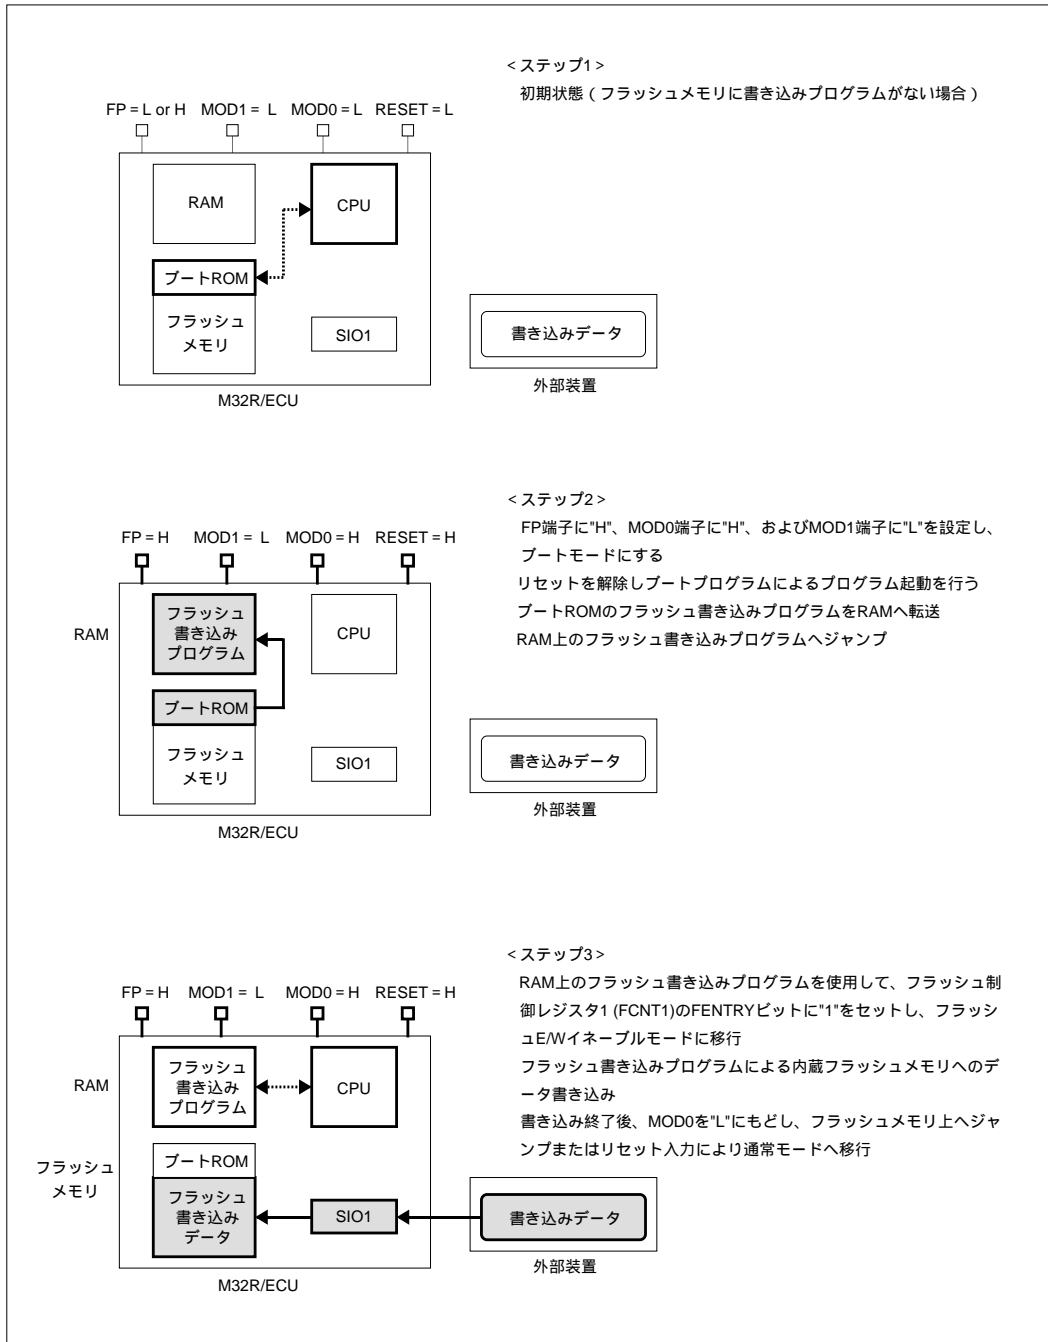 <ステップ1>
初期状態（フラッシュメモリに書き込みプログラムがない場合）
FP = L or H MOD1 = L MOD0 = L RESET = L
RAM
CPU
ブートROM
フラッシュ
メモリ
SIO1
書き込みデータ
外部装置
M32R/ECU
<ステップ2>
FP端子に"H"、MOD0端子に"H"、およびMOD1端子に"L"を設定し、
ブートモードにする
リセットを解除しブートプログラムによるプログラム起動を行う
ブートROMのフラッシュ書き込みプログラムをRAMへ転送
RAM上のフラッシュ書き込みプログラムへジャンプ
FP = H MOD1 = L MOD0 = H RESET = H
RAM
フラッシュ
書き込み
プログラム
CPU
ブートROM
フラッシュ
メモリ
SIO1
書き込みデータ
外部装置
M32R/ECU
<ステップ3>
RAM上のフラッシュ書き込みプログラムを使用して、フラッシュ制
御レジスタ1 (FCNT1)のFENTRYビットに"1"をセットし、フラッシ
ュE/Wイネーブルモードに移行
フラッシュ書き込みプログラムによる内蔵フラッシュメモリへのデ
ータ書き込み
書き込み終了後、MOD0を"L"にもどし、フラッシュメモリ上へジャ
ンプまたはリセット入力により通常モードへ移行
FP = H MOD1 = L MOD0 = H RESET = H
RAM
フラッシュ
書き込み
プログラム
CPU
フラッシュ
メモリ
ブートROM
フラッシュ
書き込み
データ
SIO1
書き込みデータ
外部装置
M32R/ECU